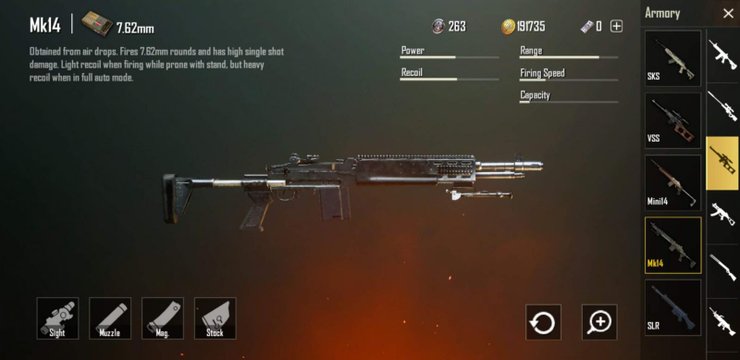 Mk14
7.62mm
263
191735
0
Armory
Obtained from air drops. Fires 7.62mm rounds and has high single shot
damage. Light recoil when firing while prone with stand, but heavy
recoil when in full auto mode.
Power
Range
Recoil
Firing Speed
Capacity
SKS
VSS
Mini14
Mk14
SLR
Sight
Muzzle
Mag.
Stock